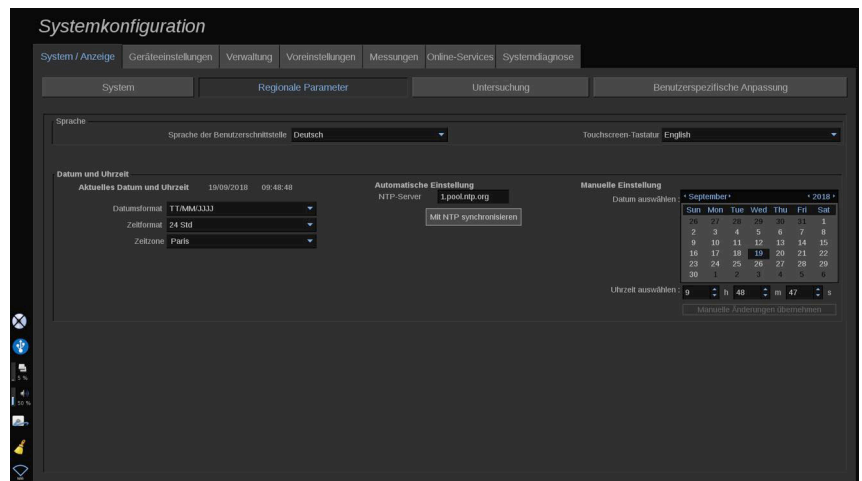 Systemkonfiguration
System / Anzeige Geräteeinstellungen Verwaltung Voreinstellungen Messungen Online-Services Systemdiagnose
System Regionale Parameter Untersuchung Benutzerspezifische Anpassung
Sprache
Sprache der Benutzerschnittstelle Deutsch Touchscreen-Tastatur English
Datum und Uhrzeit
Aktuelles Datum und Uhrzeit 19/09/2018 09:48:48 Automatische Einstellung Manuelle Einstellung
NTP-Server 1.pool.ntp.org Datum auswählen : September 2018
Datumsformat TT/MM/JJJJ Mit NTP synchronisieren Sun Mon Tue Wed Thu Fri Sat
26 27 28 29 30 31 1
Zeitformat 24 Std 2 3 4 5 6 7 8
Zeitzone Paris 9 10 11 12 13 14 15
16 17 18 19 20 21 22
23 24 25 26 27 28 29
30 1 2 3 4 5 6
Uhrzeit auswählen : 9 h 48 m 47 s
Manuelle Änderungen übernehmen
5 %
50 %